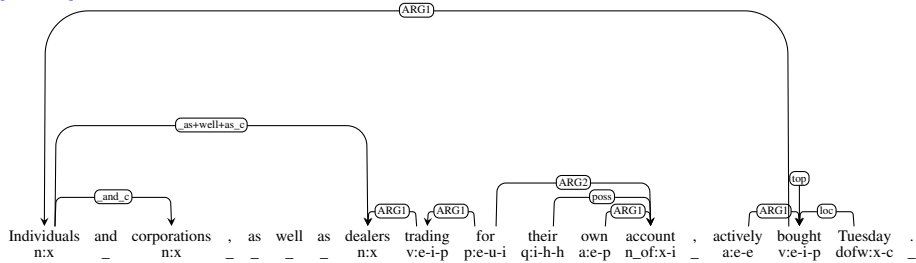 ARG1
_as+well+as_c
top
_and_c ARG2
poss
ARG1 ARG1 ARG1 ARG1 loc
Individuals and corporations , as well as dealers trading for their own account , actively bought Tuesday .
n:x _ n:x _ _ _ _ n:x v:e-i-p p:e-u-i q:i-h-h a:e-p n_of:x-i _ a:e-e v:e-i-p dofw:x-c _